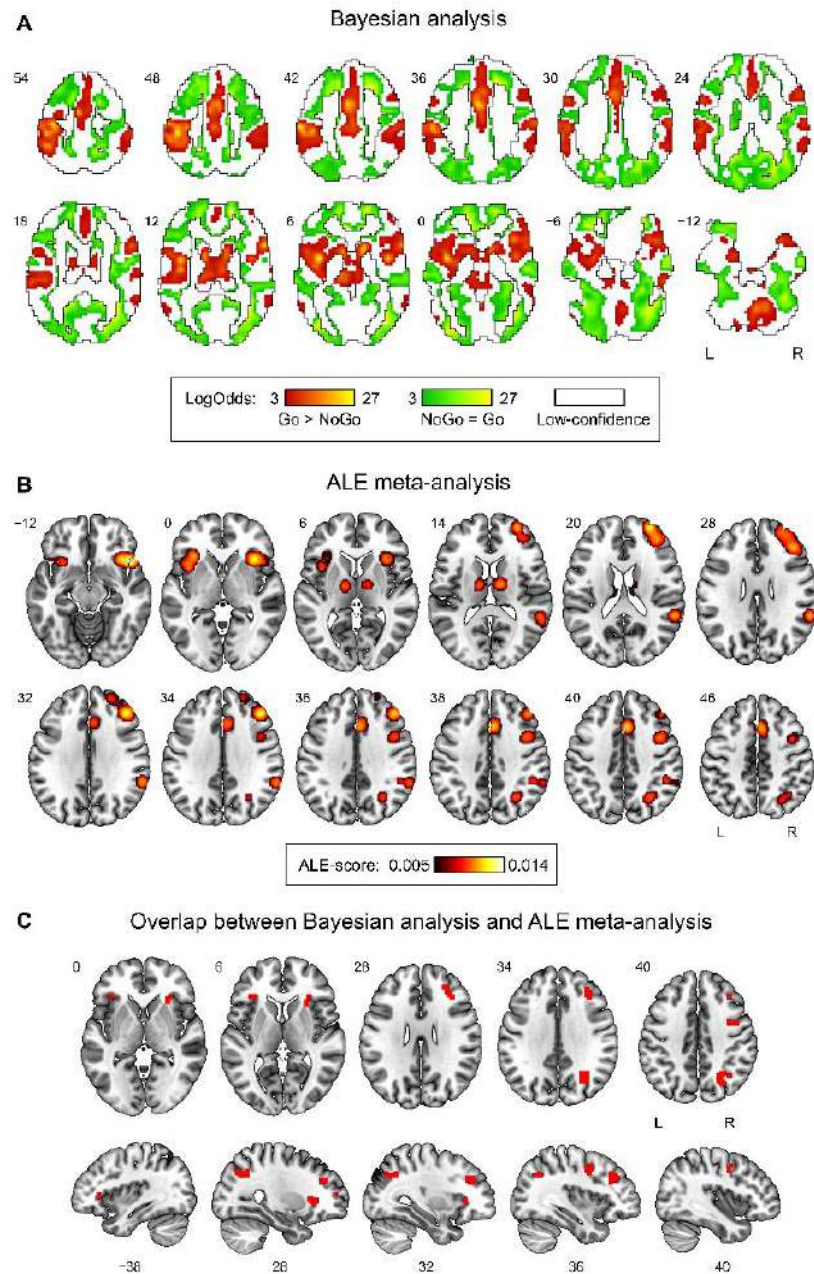 A Bayesian analysis
54 48 42 36 30 24
18 12 6 0 −6 −12
L R
LogOdds: 3 27 3 27
Go > NoGo NoGo = Go Low-confidence
B ALE meta-analysis
−12 0 6 14 20 28
32 34 36 38 40 46
L R
ALE-score: 0.005 0.014
C Overlap between Bayesian analysis and ALE meta-analysis
0 6 28 34 40
L R
−38 28 32 36 40